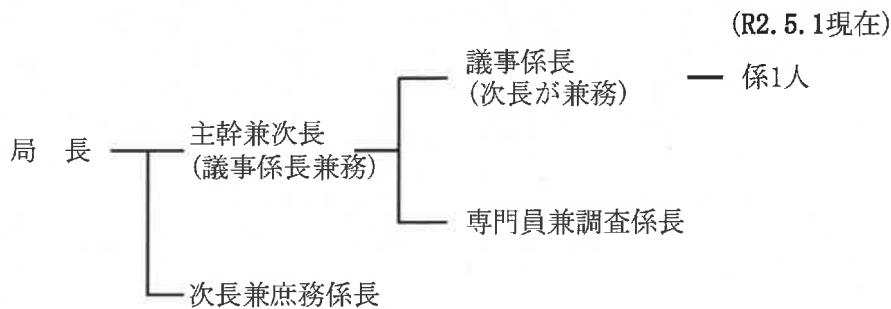 (R2.5.1現在)
議事係長
(次長が兼務)
係1人
局　長
主幹兼次長
(議事係長兼務)
専門員兼調査係長
次長兼庶務係長